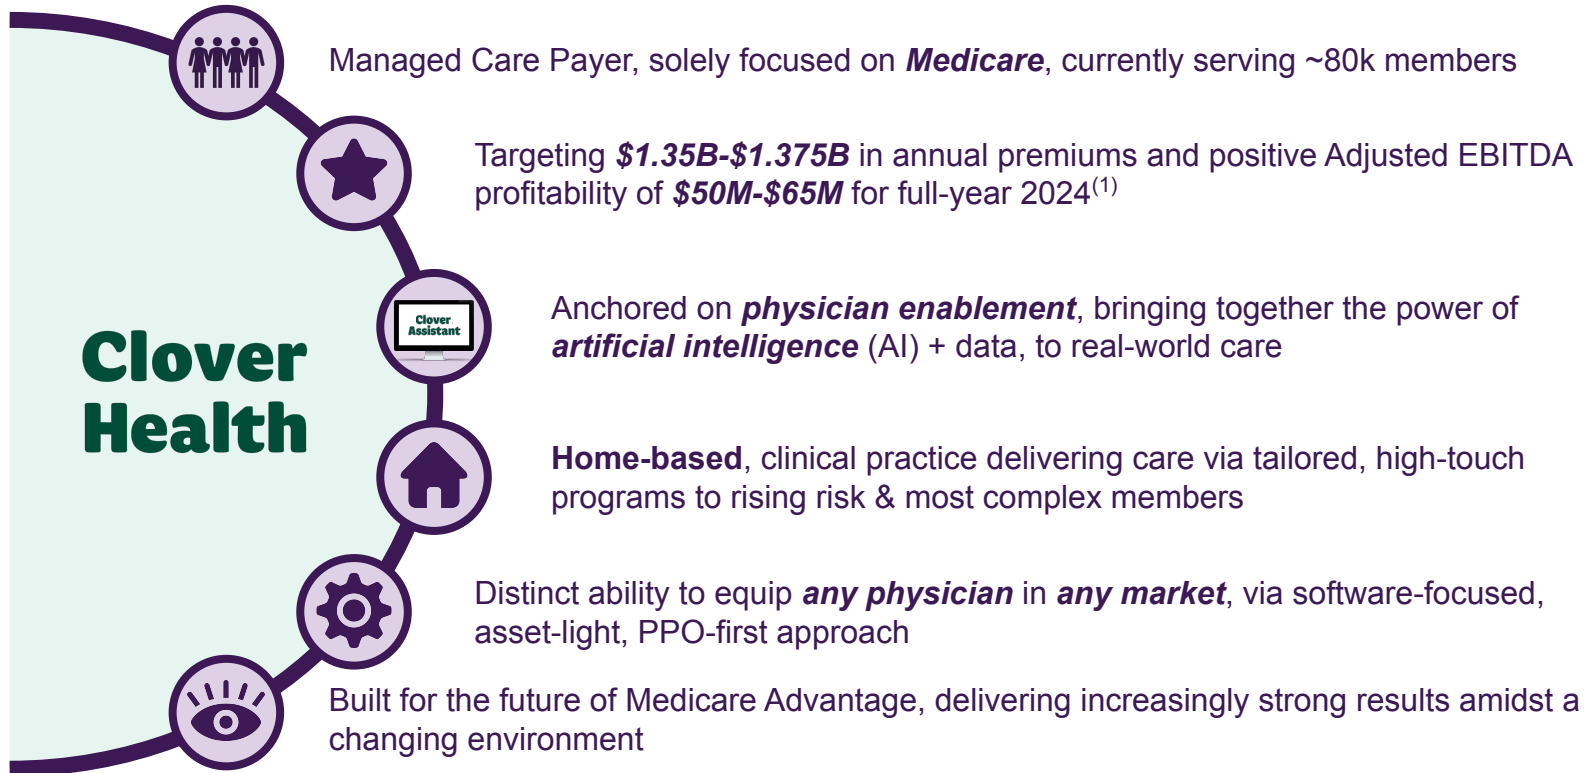 Managed Care Payer, solely focused on Medicare, currently serving ~80k members
Targeting $1.35B-$1.375B in annual premiums and positive Adjusted EBITDA
profitability of $50M-$65M for full-year 2024(1)
Clover
Assistant
Anchored on physician enablement, bringing together the power of
artificial intelligence (AI) + data, to real-world care
Clover
Health
Home-based, clinical practice delivering care via tailored, high-touch
programs to rising risk & most complex members
Distinct ability to equip any physician in any market, via software-focused,
asset-light, PPO-first approach
Built for the future of Medicare Advantage, delivering increasingly strong results amidst a
changing environment